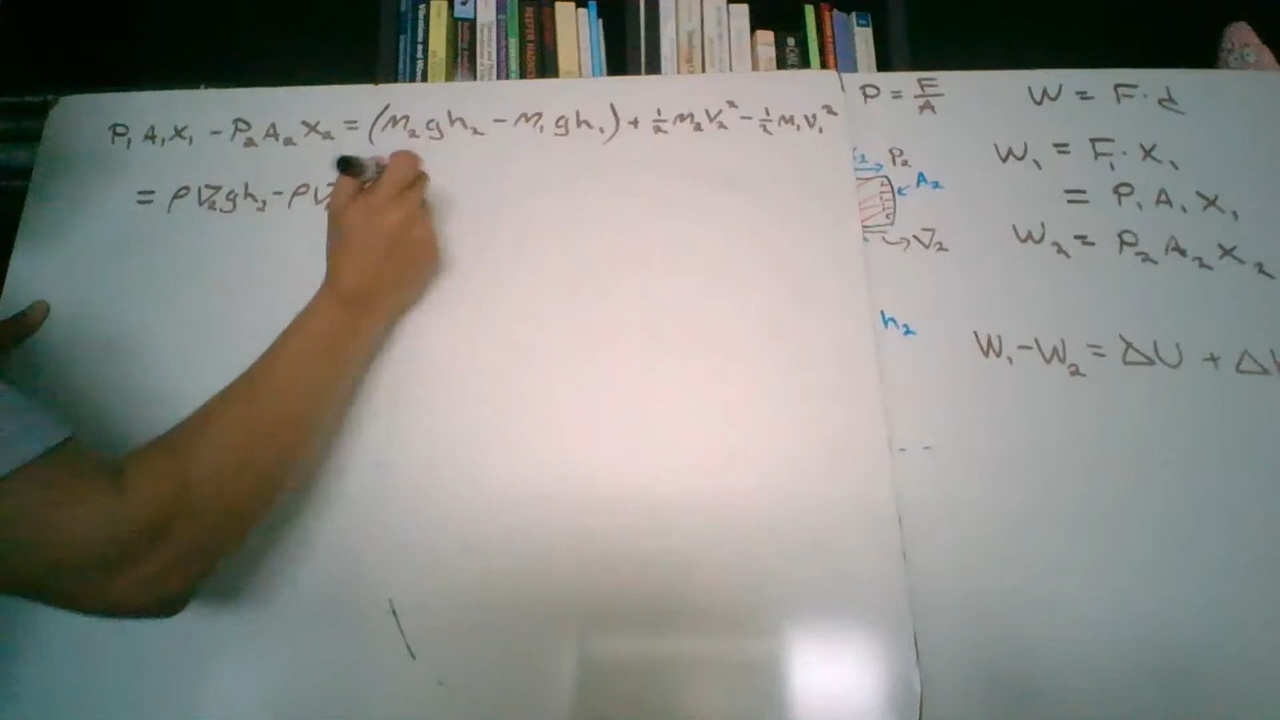 P₁A₁X₁ - P₂A₂X₂ = (m₂gh₂ - m₁gh₁) + ½m₂v₂² - ½m₁v₁²
= ρV₂gh₂ - ρV
P = F/A
W = F·d
P₂
A₂
V₂
h₂
W₁ = F₁·X₁
= P₁A₁X₁
W₂ = P₂A₂X₂
W₁-W₂ = ΔU + Δ